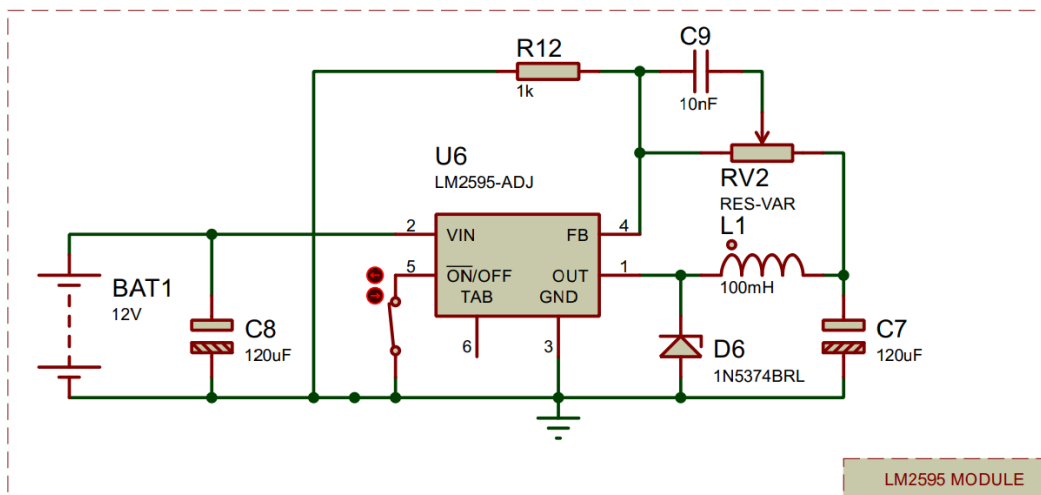 C9
R12
1k
10nF
U6
LM2595-ADJ
RV2
RES-VAR
L1
2
VIN
FB
4
5
ON/OFF
OUT
1
100mH
BAT1
12V
TAB
GND
C8
120uF
6
3
D6
1N5374BRL
C7
120uF
LM2595 MODULE